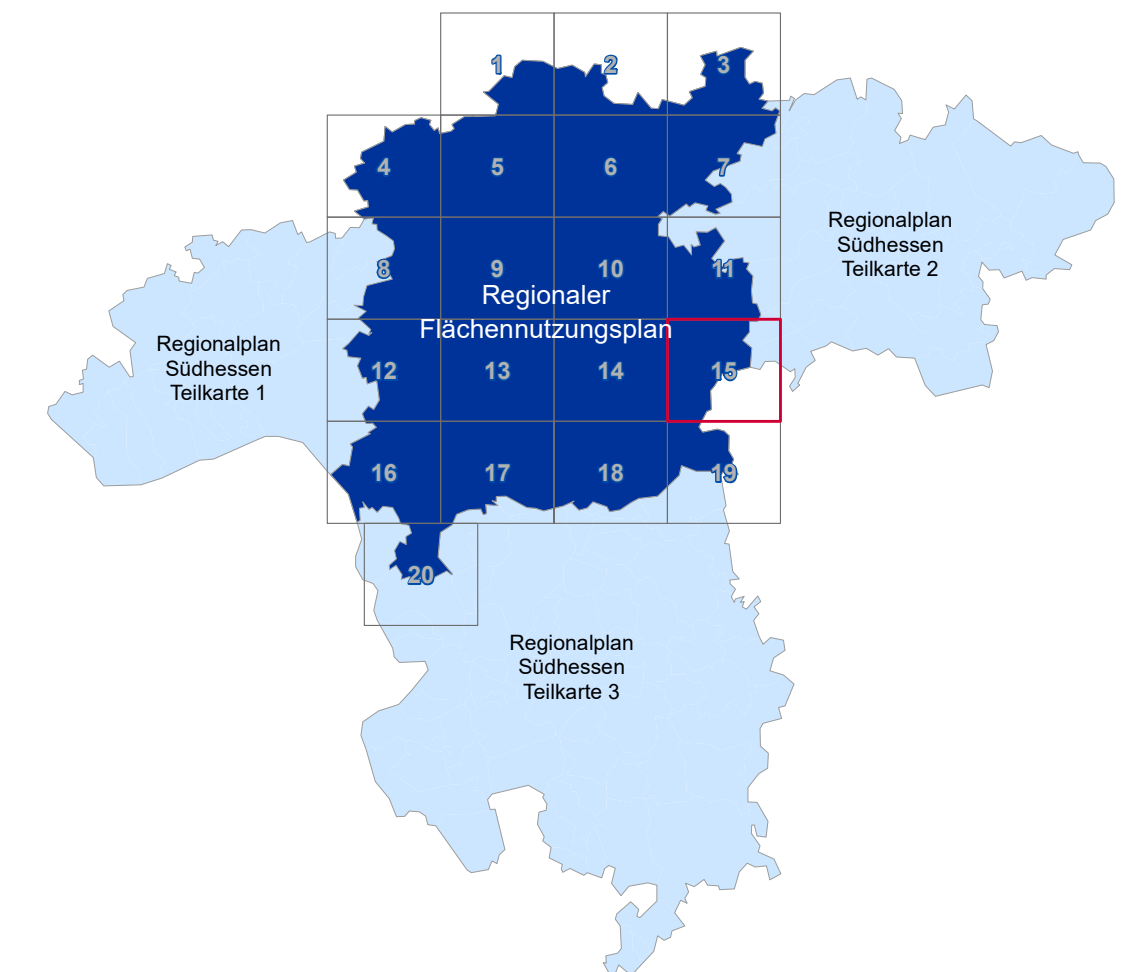 1
2
3
4
5
6
7
Regionalplan
Südhessen
Teilkarte 2
8
9
10
11
Regionaler
Flächennutzungsplan
Regionalplan
Südhessen
Teilkarte 1
12
13
14
15
16
17
18
19
20
Regionalplan
Südhessen
Teilkarte 3